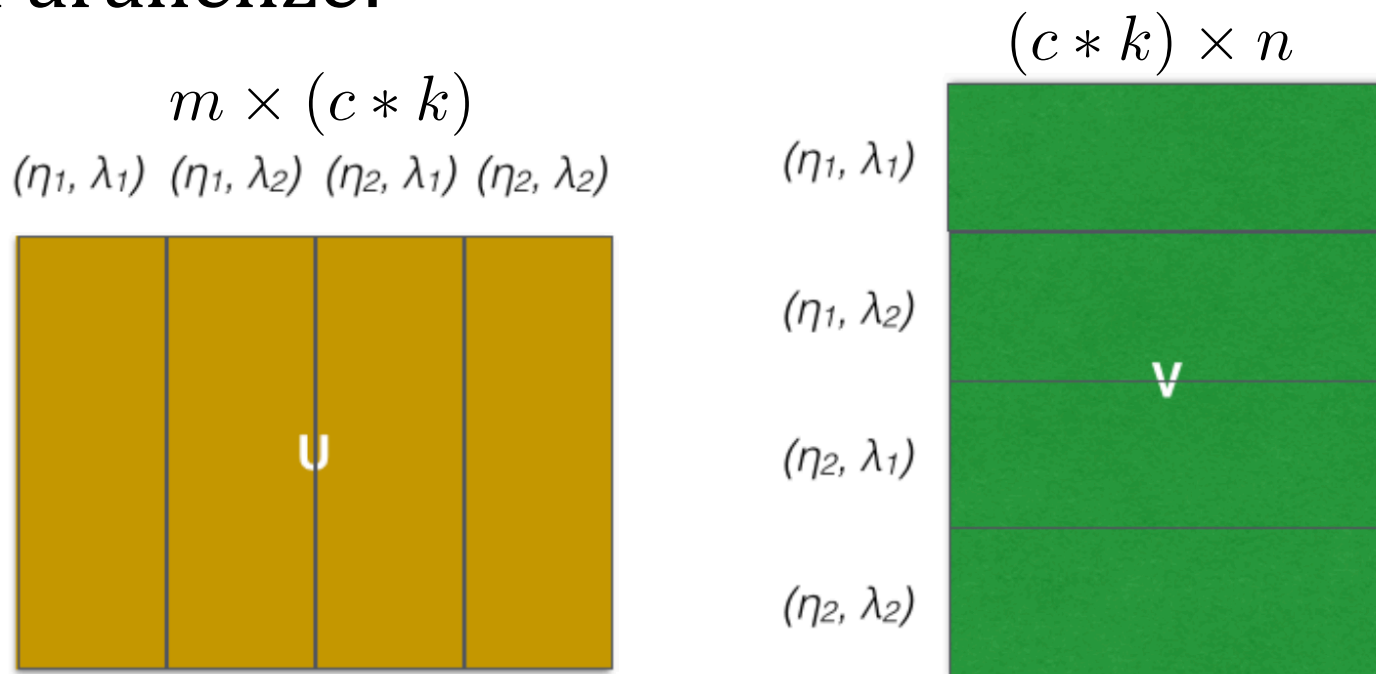 m × (c * k)
(η1, λ1) (η1, λ2) (η2, λ1) (η2, λ2)
U
(c * k) × n
(η1, λ1)
(η1, λ2)
V
(η2, λ1)
(η2, λ2)